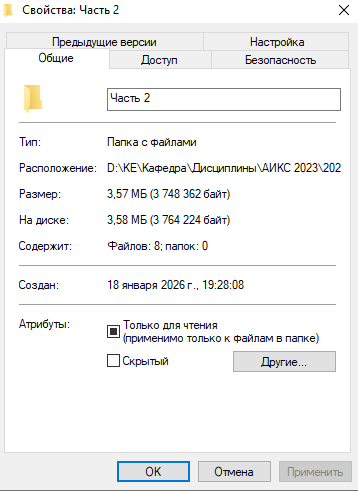 Свойства: Часть 2
Предыдущие версии
Настройка
Общие
Доступ
Безопасность
Часть 2
Тип: Папка с файлами
Расположение: D:\КЕ\Кафедра\Дисциплины\АИКС 2023\202
Размер: 3,57 МБ (3 748 362 байт)
На диске: 3,58 МБ (3 764 224 байт)
Содержит: Файлов: 8; папок: 0
Создан: 18 января 2026 г., 19:28:08
Атрибуты: Только для чтения
(применимо только к файлам в папке)
Скрытый
Другие...
ОК
Отмена
Применить